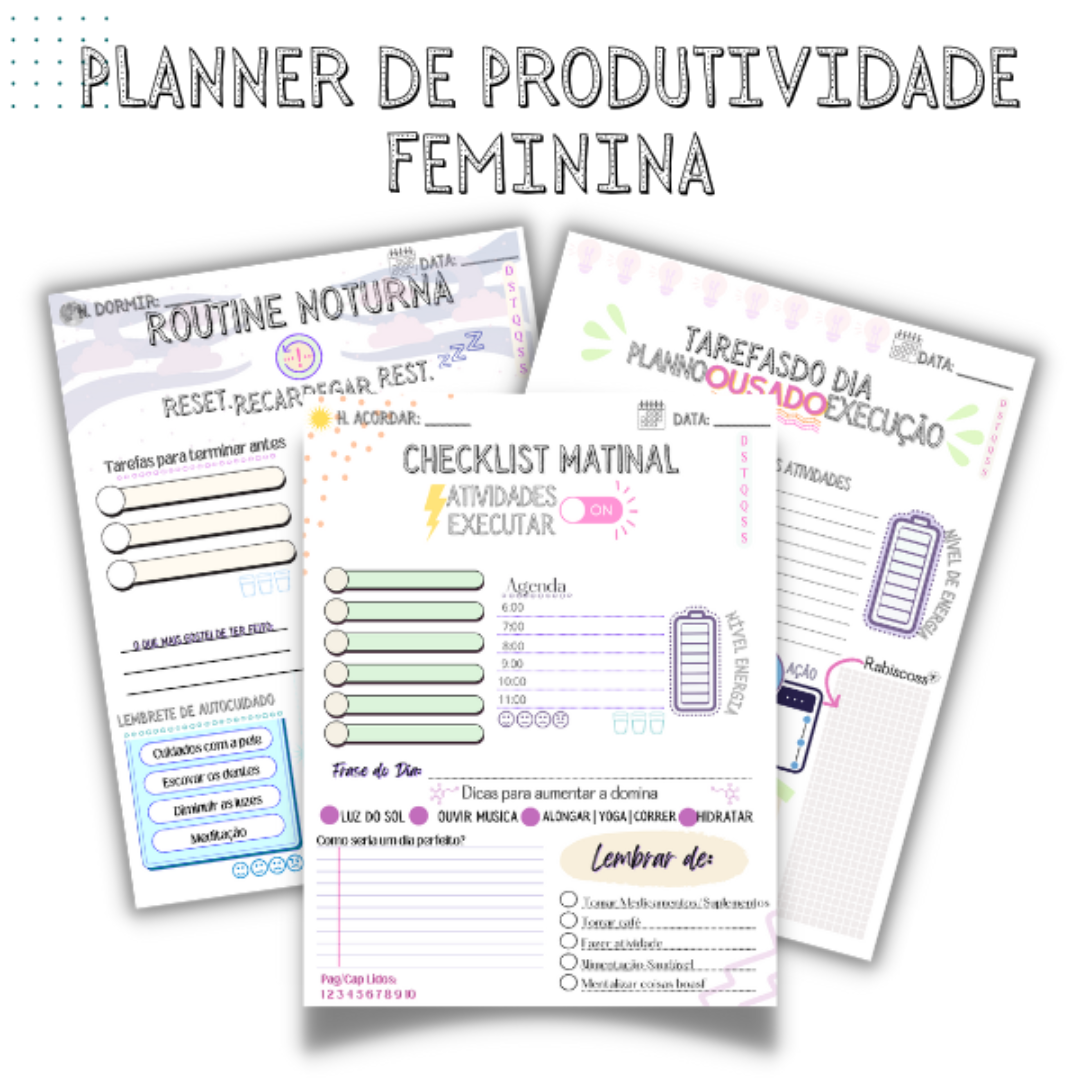 PLANNER DE PRODUTIVIDADE
FEMININA
H. DORMIR:
DATA:
ROUTINE NOTURNA
RESET. RECARREGAR REST. ZZZ
D S T Q Q S S
Tarefas para terminar antes
O QUE MAIS GOSTEI DE TER FEITO:
LEMBRETE DE AUTOCUIDADO
Cuidados com a pele
Escovar os dentes
Diminuir as luzes
Meditação
H. ACORDAR:
DATA:
CHECKLIST MATINAL
ATIVIDADES
EXECUTAR
ON
D S T Q Q S S
Agenda
6:00
7:00
8:00
9:00
10:00
11:00
NÍVEL ENERGIA
Frase do Dia:
Dicas para aumentar a domina
LUZ DO SOL OUVIR MUSICA ALONGAR | YOGA | CORRER HIDRATAR
Como seria um dia perfeito?
Lembrar de:
Tomar Medicamentos/Suplementos
Tomar café
Fazer atividade
Alimentação Saudável
Mentalizar coisas boas!
Pag/Cap Lidos:
1 2 3 4 5 6 7 8 9 10
DATA:
TAREFASDO DIA
PLANNOOUSADOEXECUÇÃO
D S T Q Q S S
S ATIVIDADES
NÍVEL DE ENERGIA
AÇÃO
Rabiscoss